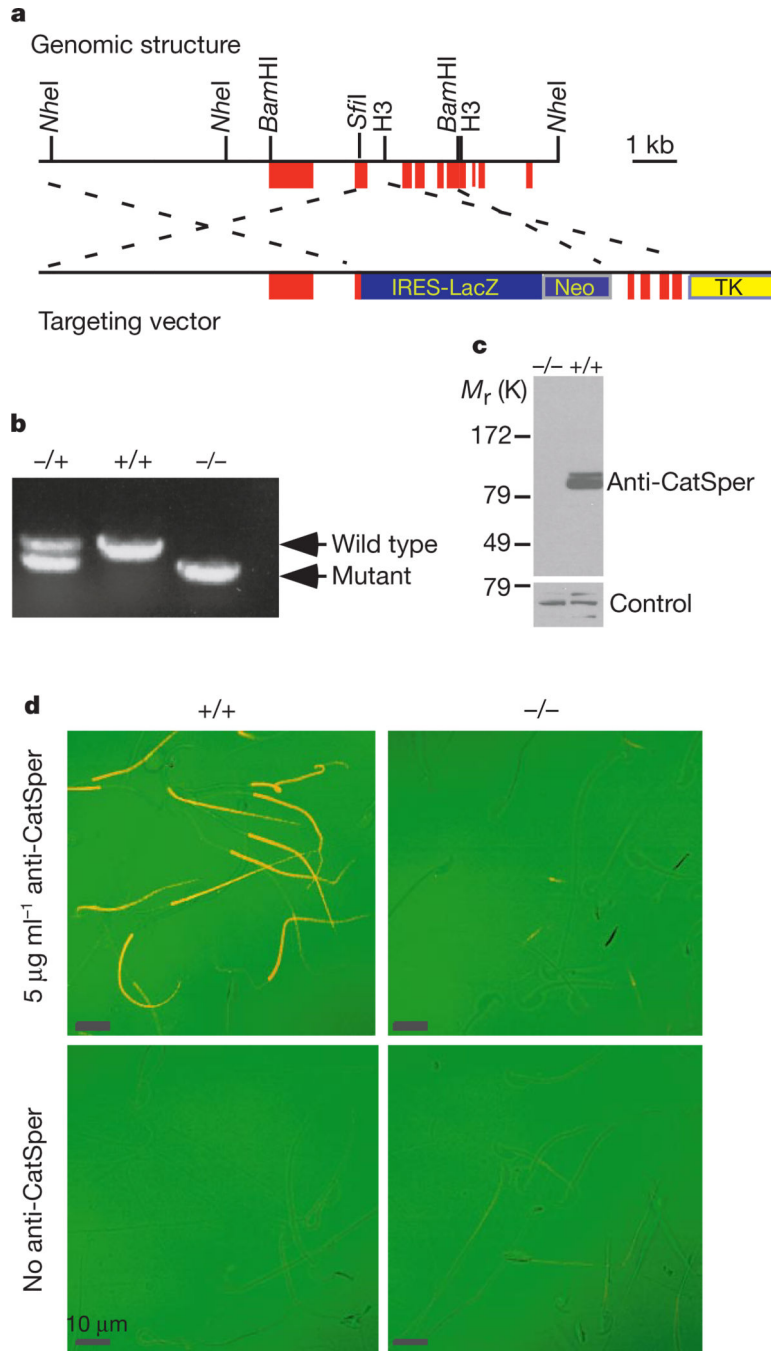 a
Genomic structure
NheI
NheI
BamHI
SfiI
H3
BamHI
H3
NheI
1 kb
IRES-LacZ
Neo
TK
Targeting vector
b
–/+ +/+ –/–
Wild type
Mutant
c
–/– +/+
Mr (K)
172
79
49
79
Anti-CatSper
Control
d
+/+ –/–
5 μg ml⁻¹ anti-CatSper
No anti-CatSper
10 μm